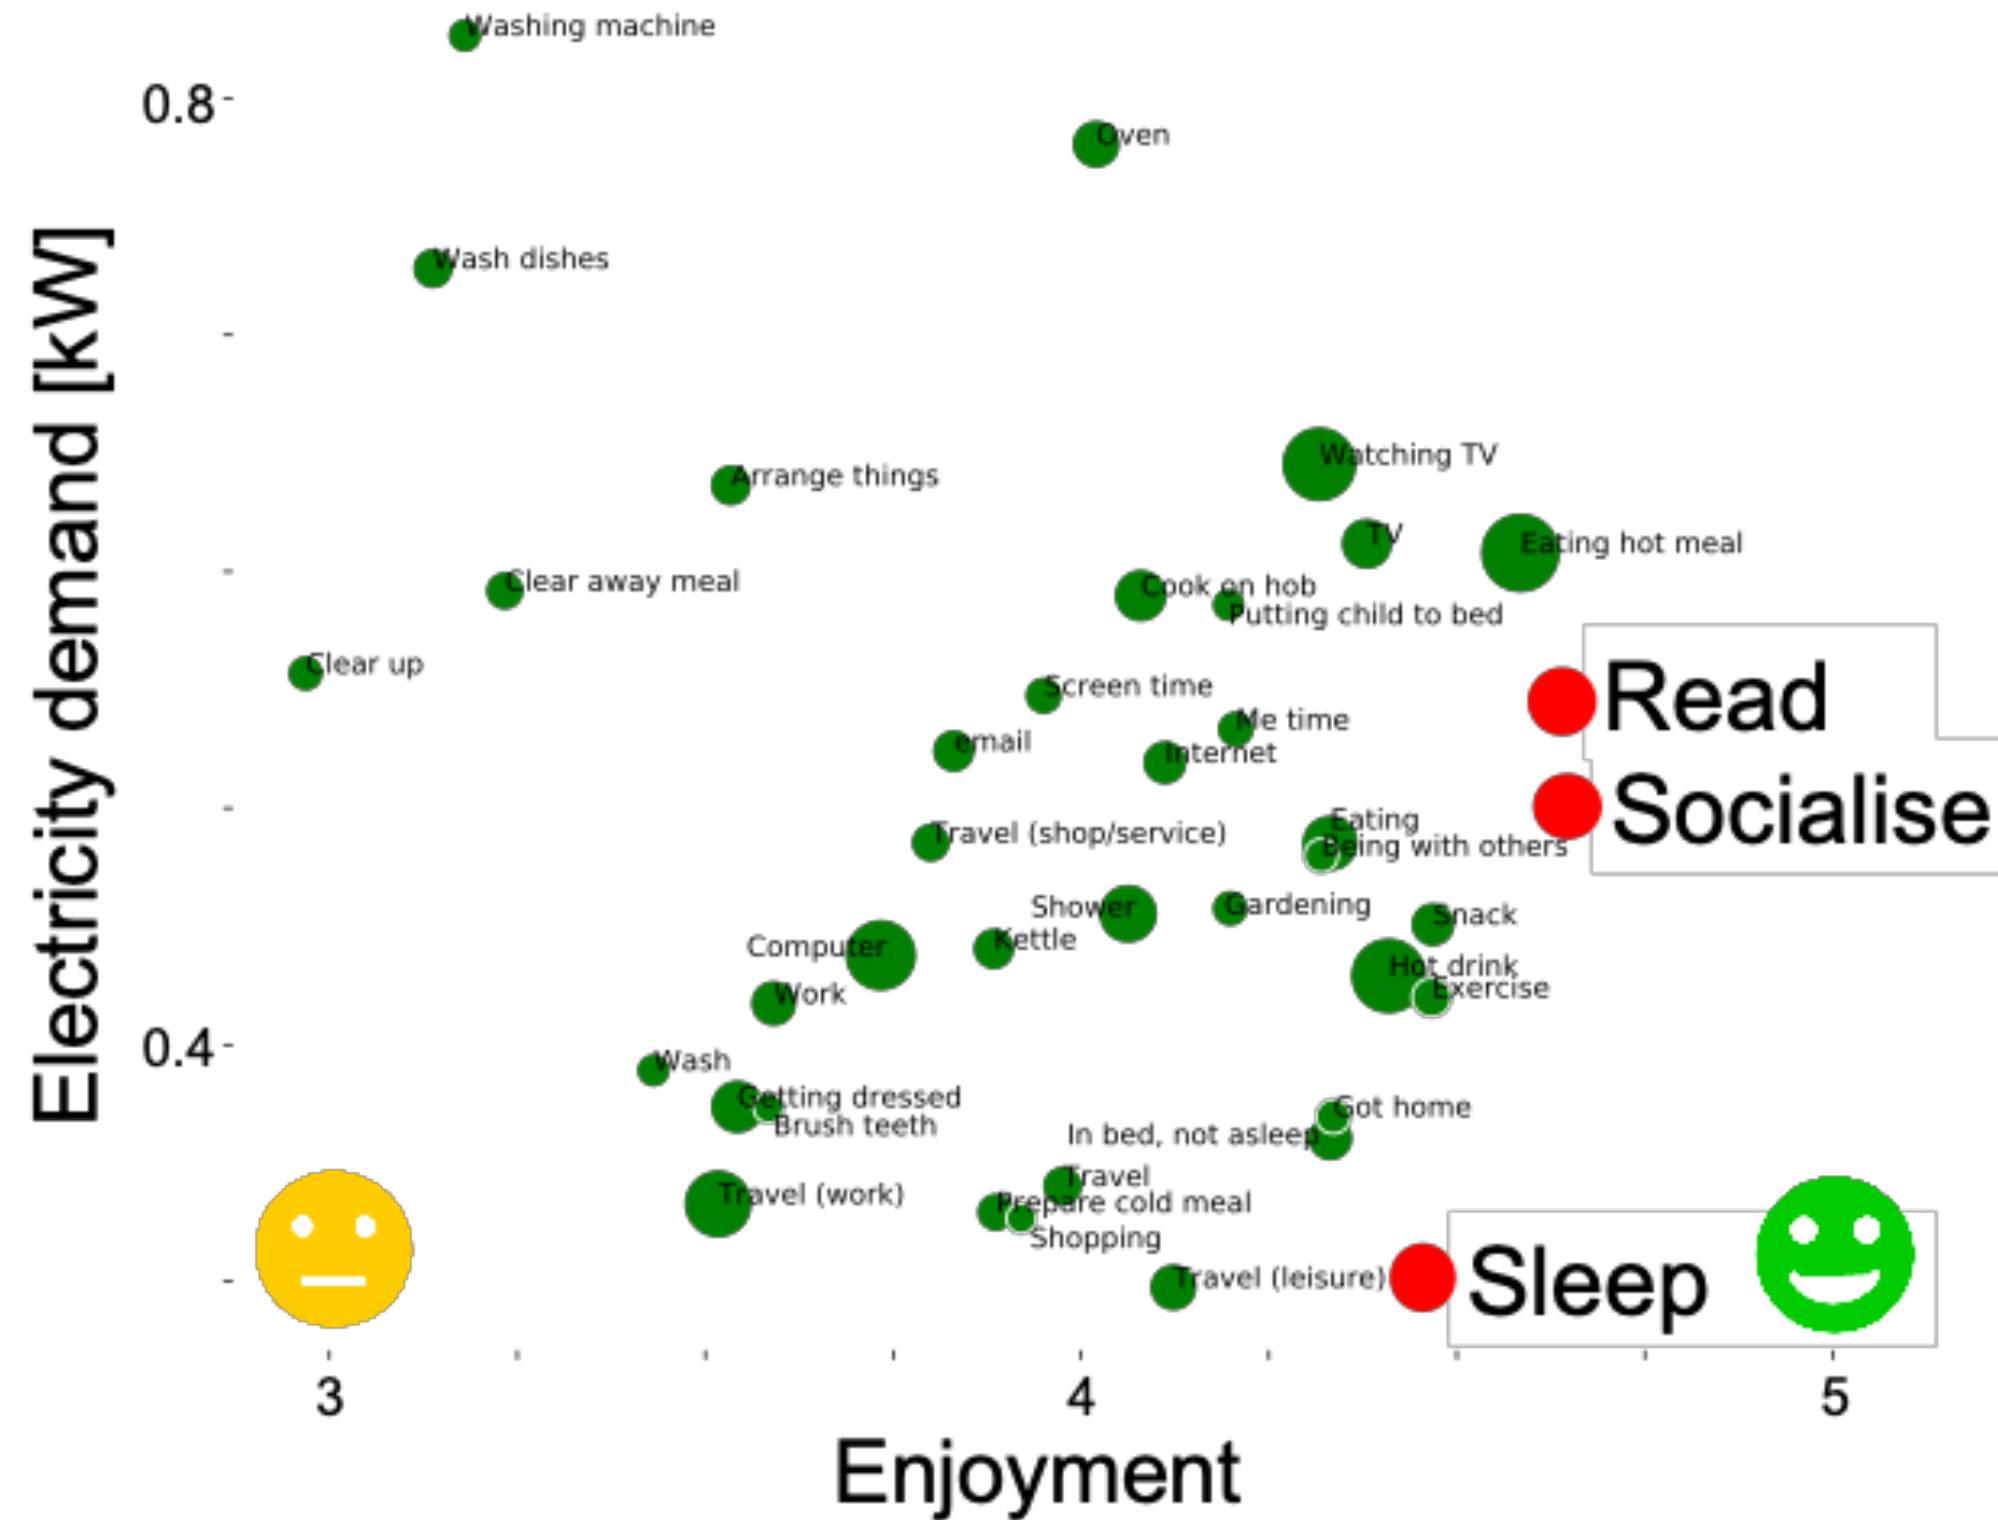 Washing machine
0.8
Oven
Wash dishes
Electricity demand [kW]
Watching TV
Arrange things
TV
Eating hot meal
Clear away meal
Cook on hob
Putting child to bed
Clear up
Screen time
Read
Me time
email
Internet
Socialise
Eating
Travel (shop/service)
Being with others
Shower
Gardening
Snack
Computer
Kettle
Hot drink
Exercise
Work
0.4
Wash
Getting dressed
Got home
Brush teeth
In bed, not asleep
Travel
Travel (work)
Prepare cold meal
Shopping
Travel (leisure)
Sleep
3
4
5
Enjoyment